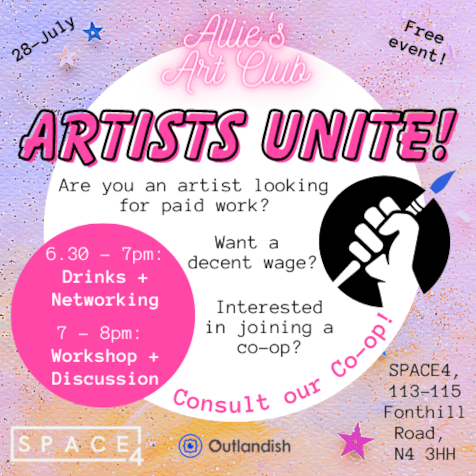 28-July
Allie's
Art Club
Free
event!
ARTISTS UNITE!
Are you an artist looking
for paid work?
Want a
decent wage?
Interested
in joining a
co-op?
6.30 - 7pm:
Drinks +
Networking
7 - 8pm:
Workshop +
Discussion
Consult our Co-op!
SPACE4,
113-115
Fonthill
Road,
N4 3HH
SPACE4
Outlandish